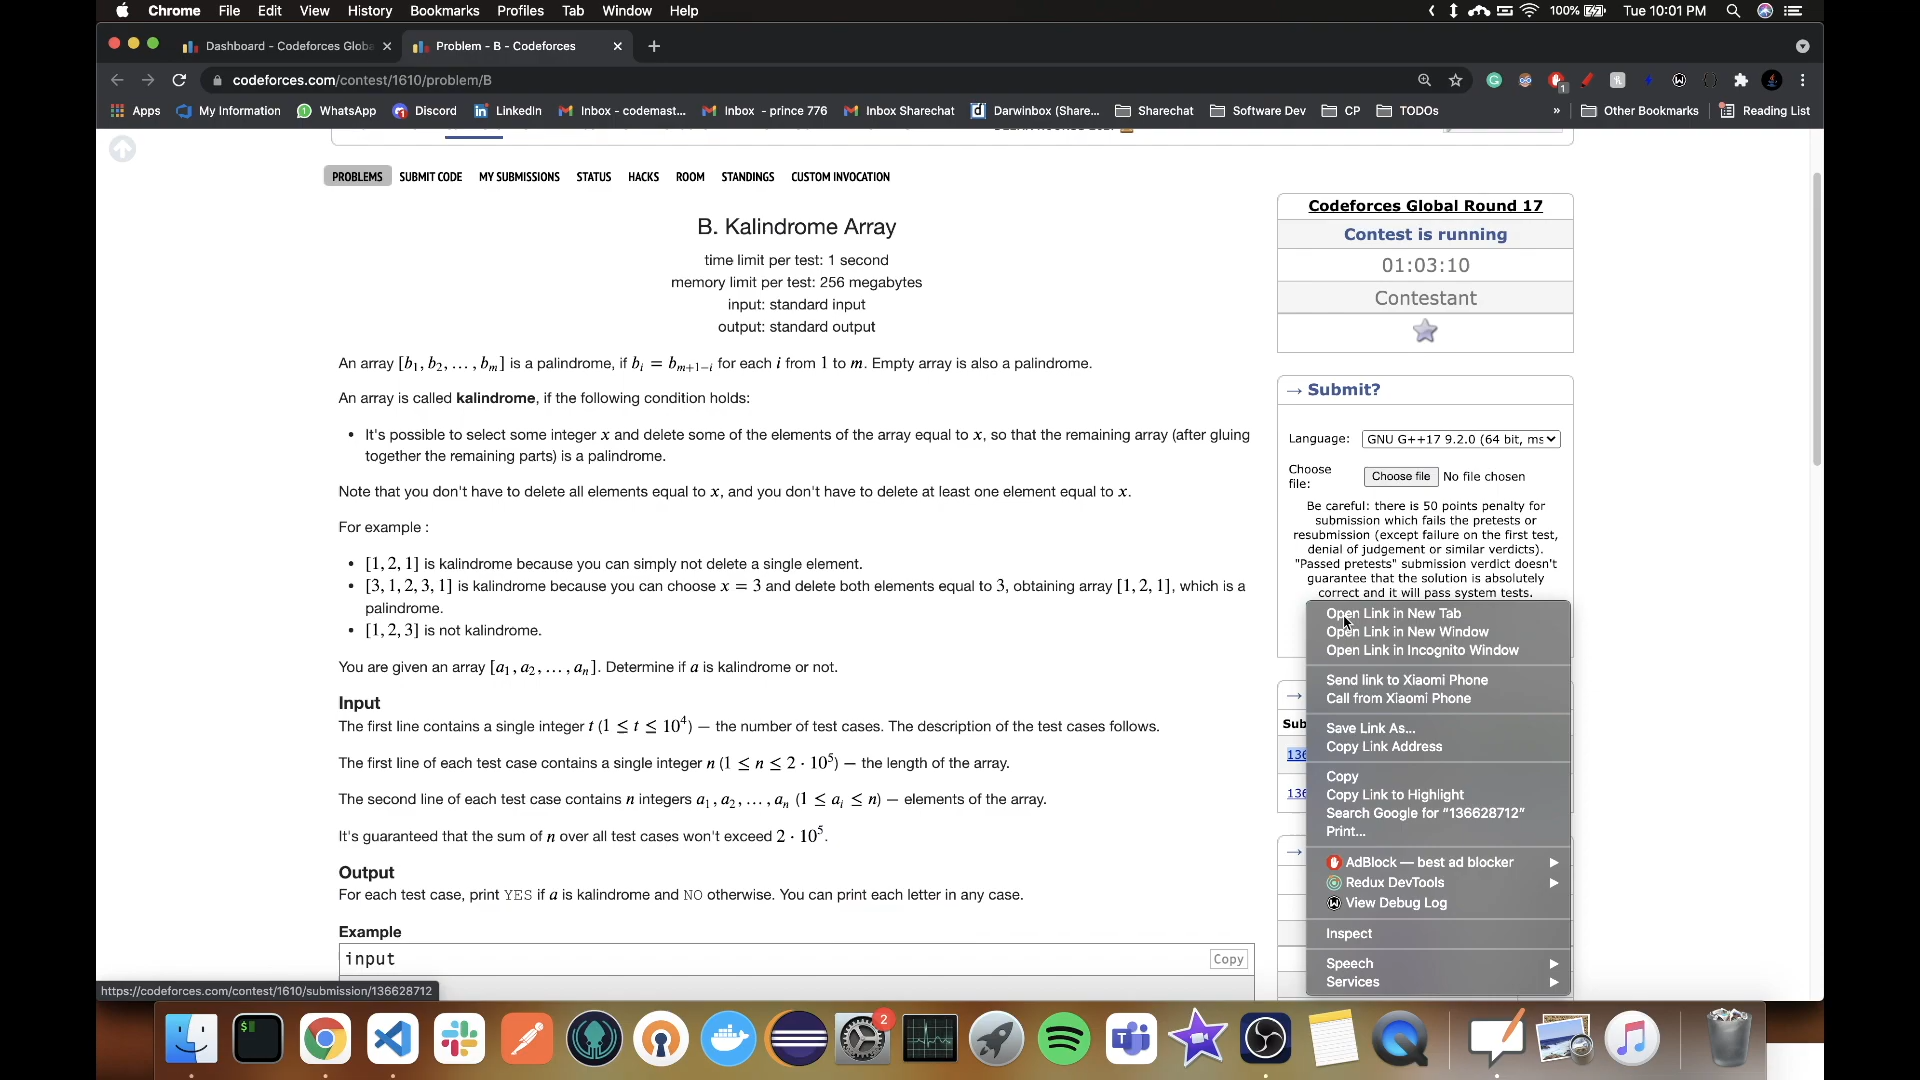 Chrome File Edit View History Bookmarks Profiles Tab Window Help
100% Tue 10:01 PM
Dashboard - Codeforces Globa
Problem - B - Codeforces
codeforces.com/contest/1610/problem/B
1
Apps My Information WhatsApp Discord LinkedIn Inbox - codemast... Inbox - prince 776 Inbox Sharechat Darwinbox (Share... Sharechat Software Dev CP TODOs » Other Bookmarks Reading List
PROBLEMS SUBMIT CODE MY SUBMISSIONS STATUS HACKS ROOM STANDINGS CUSTOM INVOCATION
B. Kalindrome Array
time limit per test: 1 second
memory limit per test: 256 megabytes
input: standard input
output: standard output
An array [b1, b2, … , bm] is a palindrome, if bi = bm+1−i for each i from 1 to m. Empty array is also a palindrome.
An array is called kalindrome, if the following condition holds:
• It's possible to select some integer x and delete some of the elements of the array equal to x, so that the remaining array (after gluing
together the remaining parts) is a palindrome.
Note that you don't have to delete all elements equal to x, and you don't have to delete at least one element equal to x.
For example :
• [1, 2, 1] is kalindrome because you can simply not delete a single element.
• [3, 1, 2, 3, 1] is kalindrome because you can choose x = 3 and delete both elements equal to 3, obtaining array [1, 2, 1], which is a
palindrome.
• [1, 2, 3] is not kalindrome.
You are given an array [a1, a2, … , an]. Determine if a is kalindrome or not.
Input
The first line contains a single integer t (1 ≤ t ≤ 10^4) — the number of test cases. The description of the test cases follows.
The first line of each test case contains a single integer n (1 ≤ n ≤ 2 · 10^5) — the length of the array.
The second line of each test case contains n integers a1, a2, … , an (1 ≤ ai ≤ n) — elements of the array.
It's guaranteed that the sum of n over all test cases won't exceed 2 · 10^5.
Output
For each test case, print YES if a is kalindrome and NO otherwise. You can print each letter in any case.
Example
input
Copy
https://codeforces.com/contest/1610/submission/136628712
Codeforces Global Round 17
Contest is running
01:03:10
Contestant
→ Submit?
Language: GNU G++17 9.2.0 (64 bit, ms
Choose file: Choose file No file chosen
Be careful: there is 50 points penalty for
submission which fails the pretests or
resubmission (except failure on the first test,
denial of judgement or similar verdicts).
"Passed pretests" submission verdict doesn't
guarantee that the solution is absolutely
correct and it will pass system tests.
→
Sub
136
136
→
Open Link in New Tab
Open Link in New Window
Open Link in Incognito Window
Send link to Xiaomi Phone
Call from Xiaomi Phone
Save Link As...
Copy Link Address
Copy
Copy Link to Highlight
Search Google for “136628712”
Print...
AdBlock — best ad blocker
Redux DevTools
View Debug Log
Inspect
Speech
Services
2